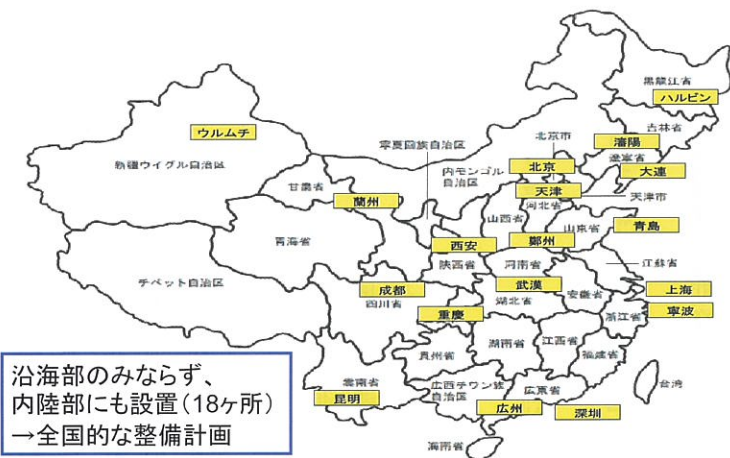 黒龍江省
ハルビン
吉林省
瀋陽
遼寧省
大連
ウルムチ
新疆ウイグル自治区
寧夏回族自治区
北京市
内モンゴル
自治区
北京
天津
天津市
甘粛省
蘭州
河北省
山西省
山東省
青島
青海省
西安
鄭州
陝西省
河南省
江蘇省
チベット自治区
成都
四川省
武漢
湖北省
安徽省
上海
重慶
浙江省
寧波
湖南省
江西省
貴州省
福建省
雲南省
昆明
広西チワン族
自治区
広東省
広州
深圳
台湾
海南省
沿海部のみならず、
内陸部にも設置（18ヶ所）
→全国的な整備計画